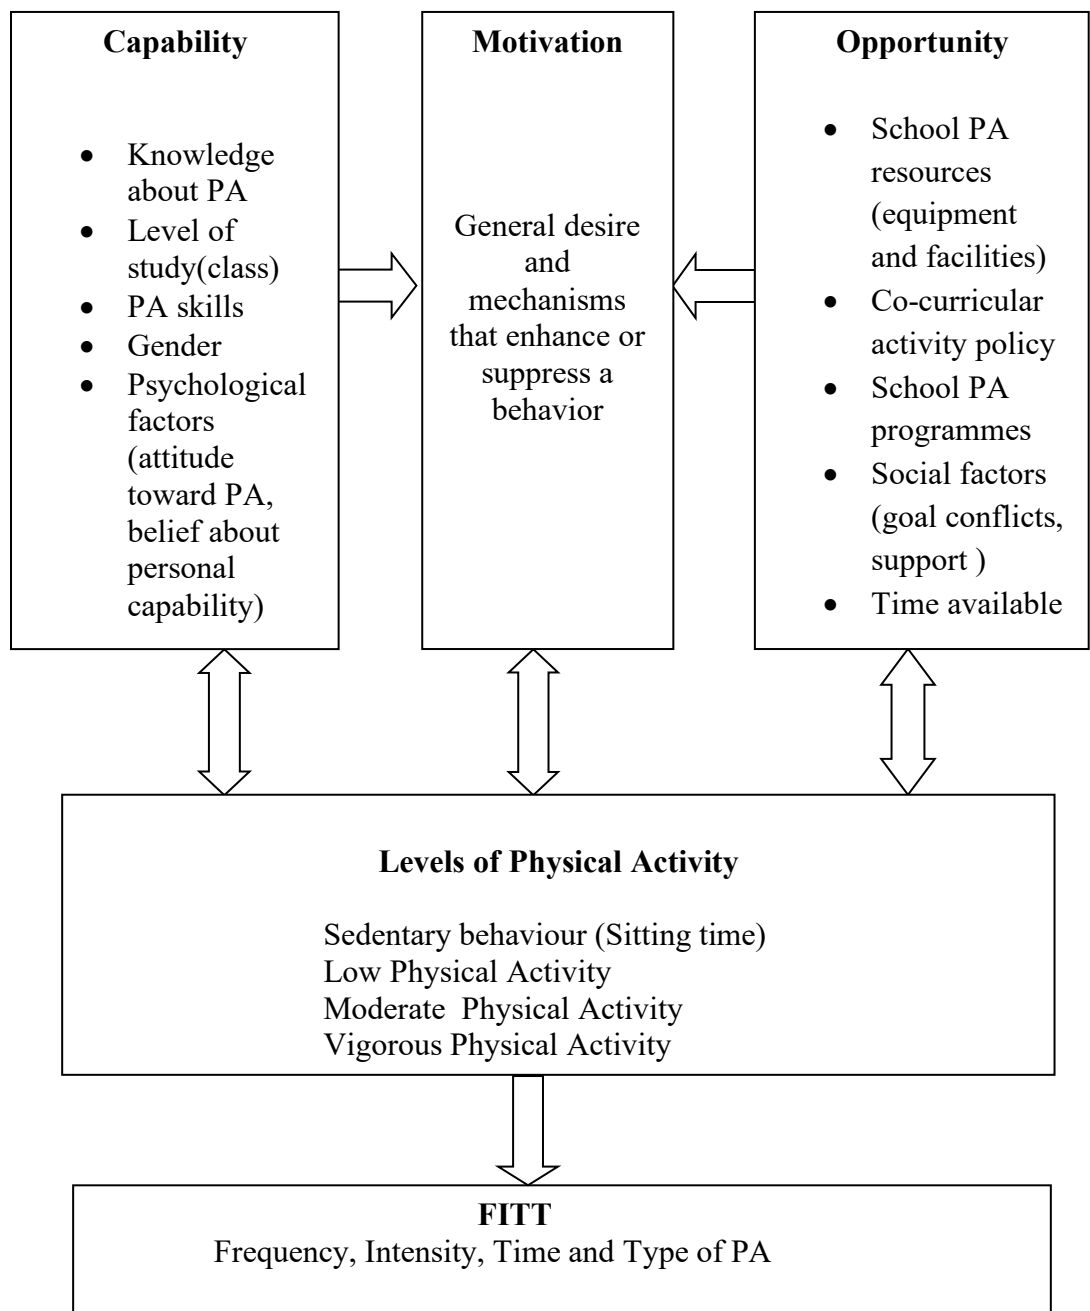 Capability
• Knowledge
about PA
• Level of
study(class)
• PA skills
• Gender
• Psychological
factors
(attitude
toward PA,
belief about
personal
capability)
Motivation
General desire
and
mechanisms
that enhance or
suppress a
behavior
Opportunity
• School PA
resources
(equipment
and facilities)
• Co-curricular
activity policy
• School PA
programmes
• Social factors
(goal conflicts,
support )
• Time available
Levels of Physical Activity
Sedentary behaviour (Sitting time)
Low Physical Activity
Moderate  Physical Activity
Vigorous Physical Activity
FITT
Frequency, Intensity, Time and Type of PA